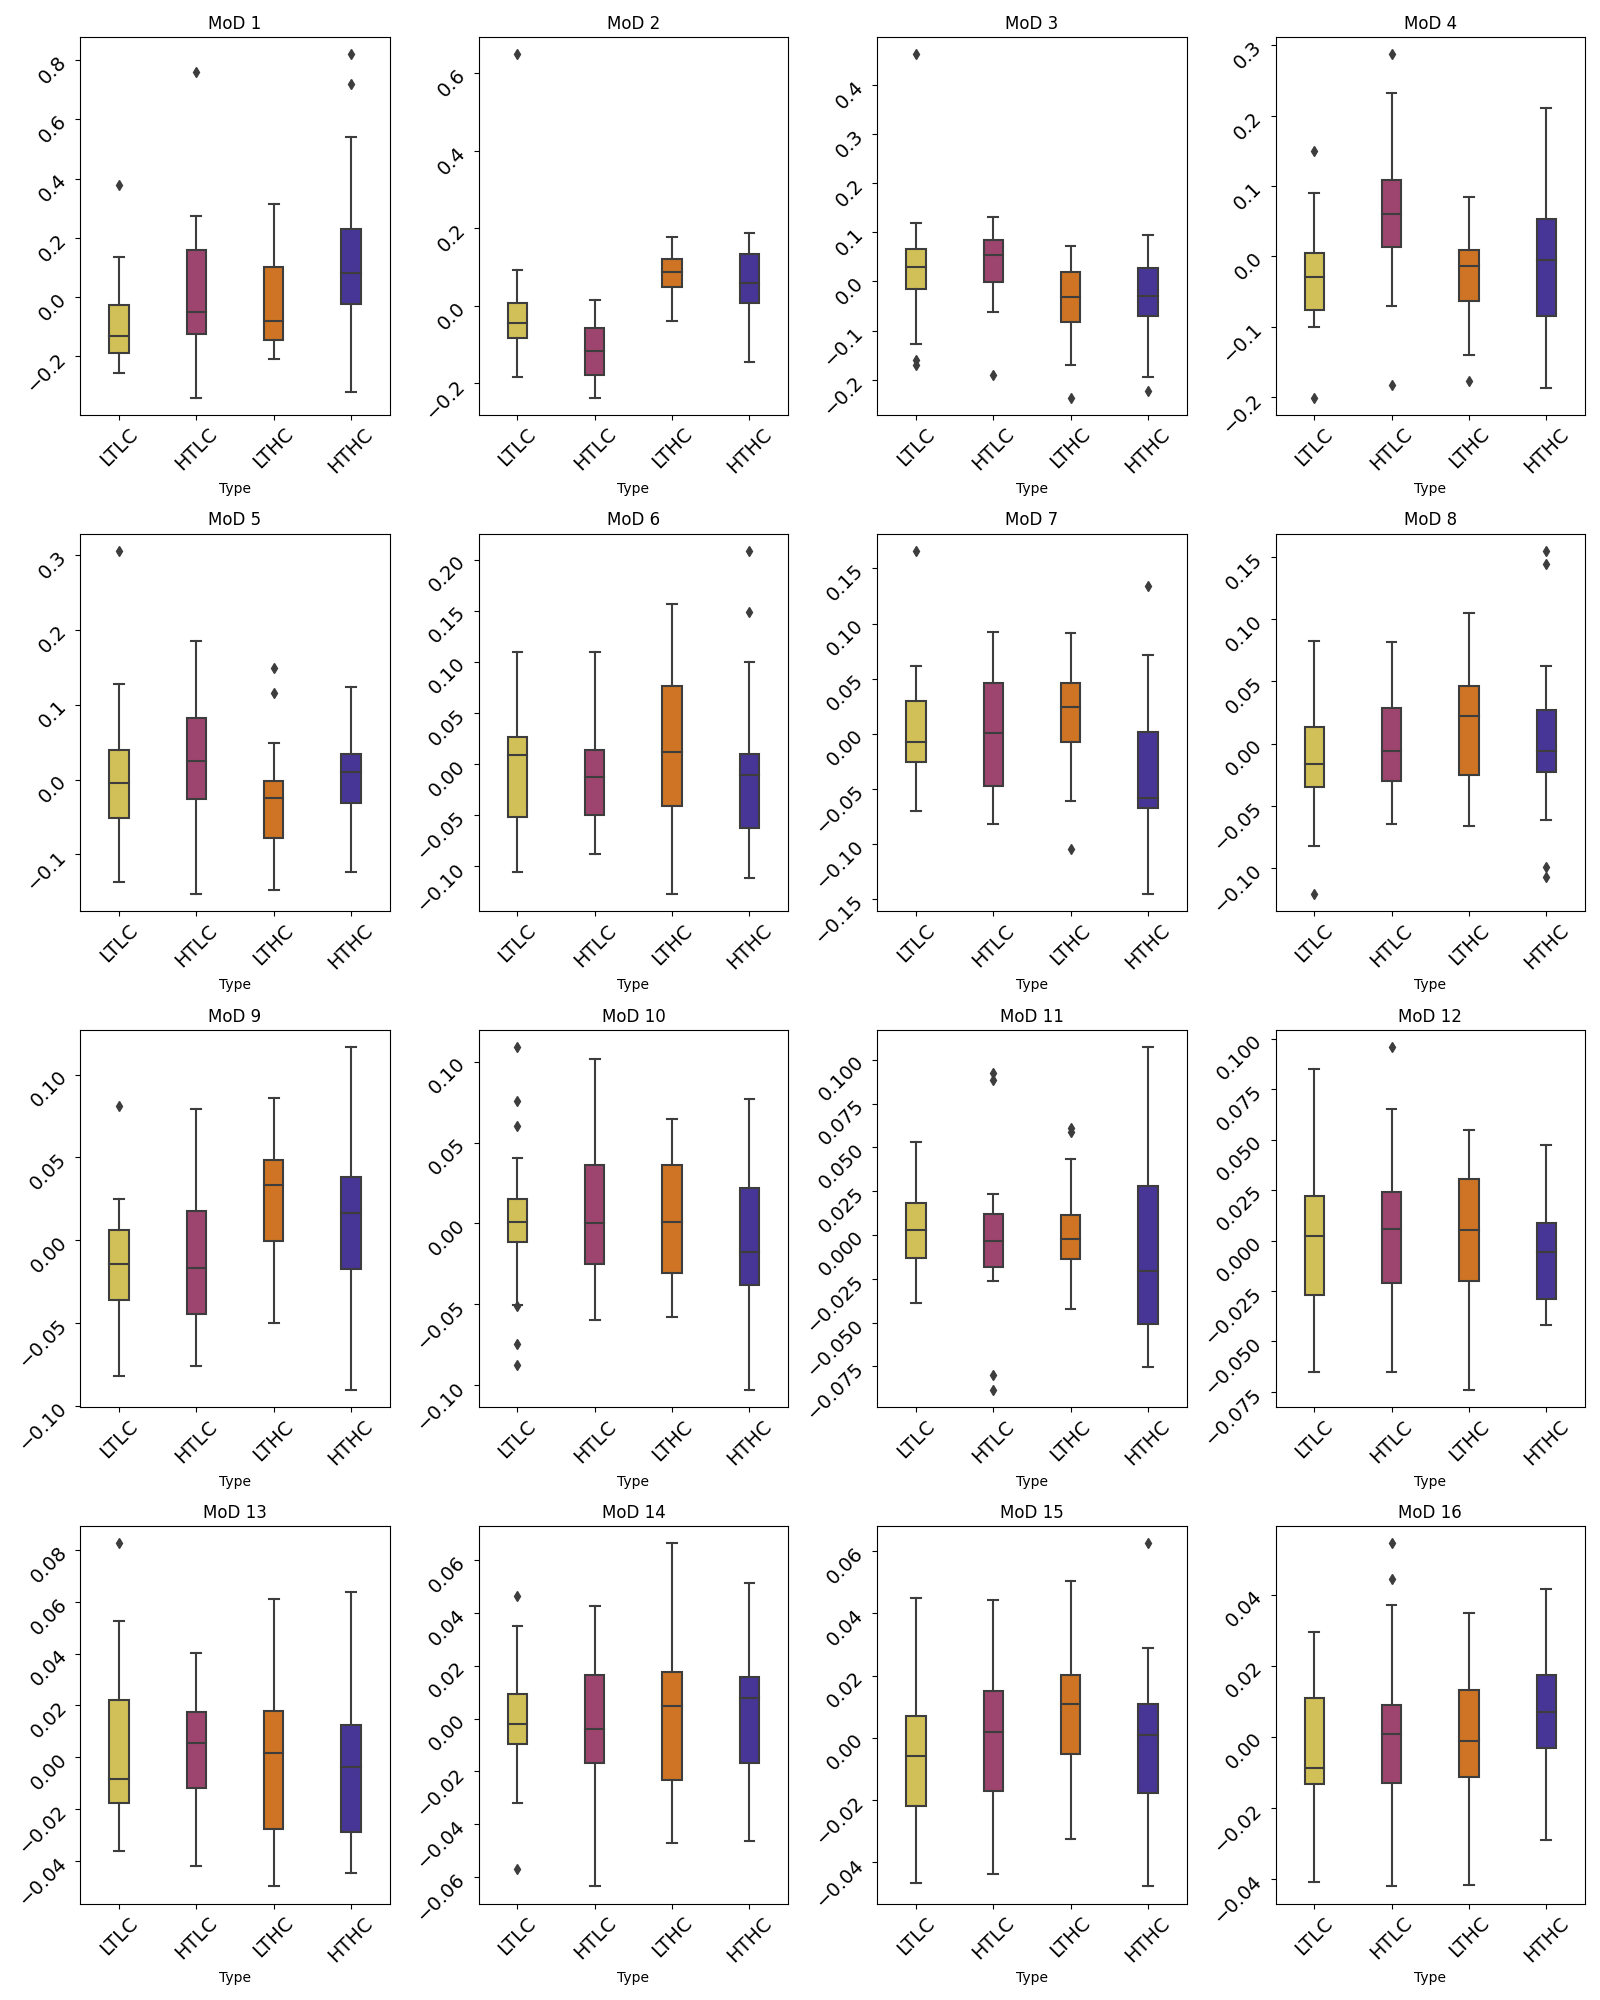 MoD 1
0.8
0.6
0.4
0.2
0.0
−0.2
LTLC HTLC LTHC HTHC
Type
MoD 2
0.6
0.4
0.2
0.0
−0.2
LTLC HTLC LTHC HTHC
Type
MoD 3
0.4
0.3
0.2
0.1
0.0
−0.1
−0.2
LTLC HTLC LTHC HTHC
Type
MoD 4
0.3
0.2
0.1
0.0
−0.1
−0.2
LTLC HTLC LTHC HTHC
Type
MoD 5
0.3
0.2
0.1
0.0
−0.1
LTLC HTLC LTHC HTHC
Type
MoD 6
0.20
0.15
0.10
0.05
0.00
−0.05
−0.10
LTLC HTLC LTHC HTHC
Type
MoD 7
0.15
0.10
0.05
0.00
−0.05
−0.10
−0.15
LTLC HTLC LTHC HTHC
Type
MoD 8
0.15
0.10
0.05
0.00
−0.05
−0.10
LTLC HTLC LTHC HTHC
Type
MoD 9
0.10
0.05
0.00
−0.05
−0.10
LTLC HTLC LTHC HTHC
Type
MoD 10
0.10
0.05
0.00
−0.05
−0.10
LTLC HTLC LTHC HTHC
Type
MoD 11
0.100
0.075
0.050
0.025
0.000
−0.025
−0.050
−0.075
LTLC HTLC LTHC HTHC
Type
MoD 12
0.100
0.075
0.050
0.025
0.000
−0.025
−0.050
−0.075
LTLC HTLC LTHC HTHC
Type
MoD 13
0.08
0.06
0.04
0.02
0.00
−0.02
−0.04
LTLC HTLC LTHC HTHC
Type
MoD 14
0.06
0.04
0.02
0.00
−0.02
−0.04
−0.06
LTLC HTLC LTHC HTHC
Type
MoD 15
0.06
0.04
0.02
0.00
−0.02
−0.04
LTLC HTLC LTHC HTHC
Type
MoD 16
0.04
0.02
0.00
−0.02
−0.04
LTLC HTLC LTHC HTHC
Type